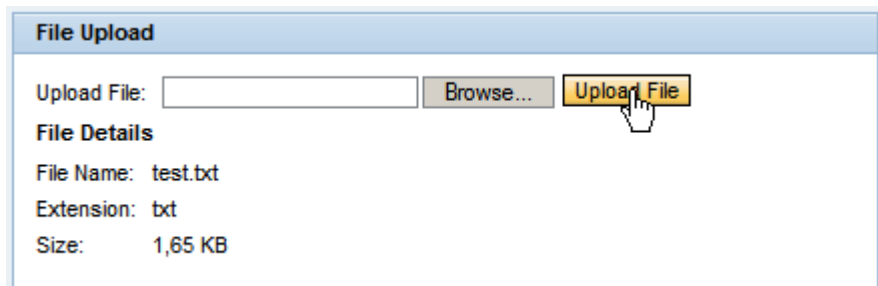 File Upload
Upload File: Browse... Upload File
File Details
File Name: test.txt
Extension: txt
Size: 1,65 KB